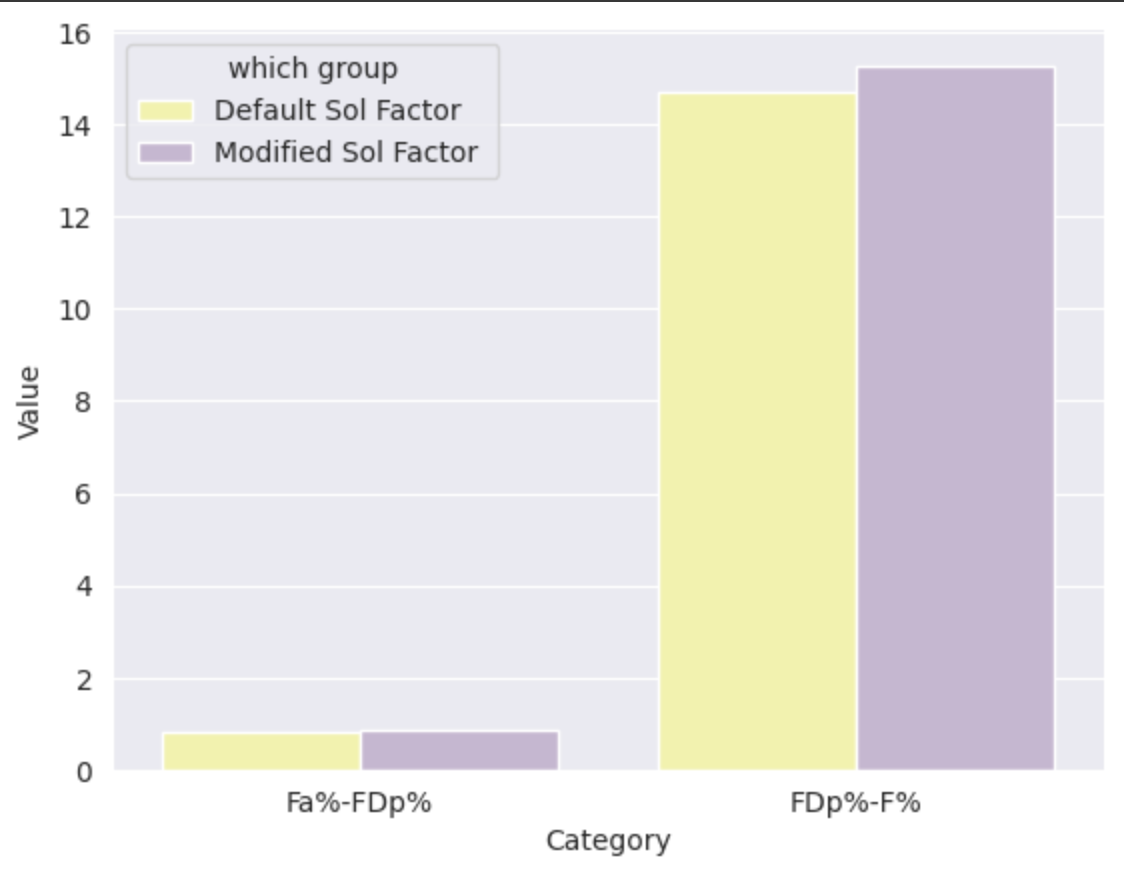 16
which group
Default Sol Factor
14
Modified Sol Factor
12
10
Value
8
6
4
2
0
Fa%-FDp%
FDp%-F%
Category